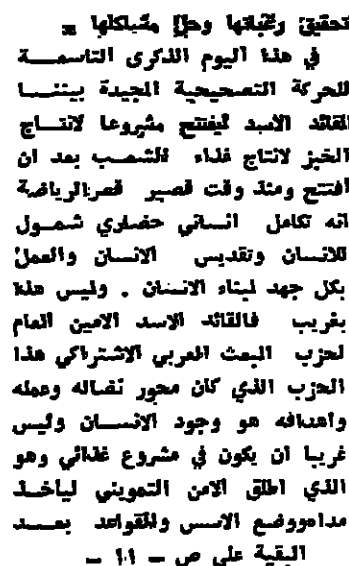 تحقيق رغباتها وحل مشاكلها
في هذا اليوم الذكرى التاسعة
للحركة التصحيحية المجيدة بيننا
القائد الاسد ليفتتح مشروعا لانتاج
الخبز لانتاج غذاء الشعب بعد ان
افتتح ومنذ وقت قصير قصر الرياضة
انه تكامل انساني حضاري شمول
للانسان وتقديس الانسان والعمل
بكل جهد لبناء الانسان . وليس هذا
بغريب فالقائد الاسد الامين العام
لحزب البعث العربي الاشتراكي هذا
الحزب الذي كان محور نضاله وعمله
واهدافه هو وجود الانسان وليس
غريبا ان يكون في مشروع غذائي وهو
الذي اطلق الامن التمويني ليأخذ
مداه ووضع الاسس والقواعد بعد
البقية على ص – ١١ –